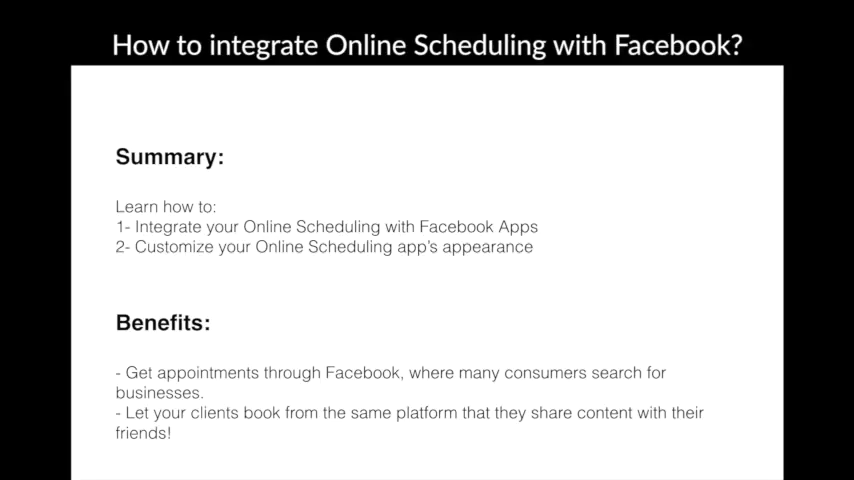 How to integrate Online Scheduling with Facebook?
Summary:
Learn how to:
1- Integrate your Online Scheduling with Facebook Apps
2- Customize your Online Scheduling app's appearance
Benefits:
- Get appointments through Facebook, where many consumers search for
businesses.
- Let your clients book from the same platform that they share content with their
friends!